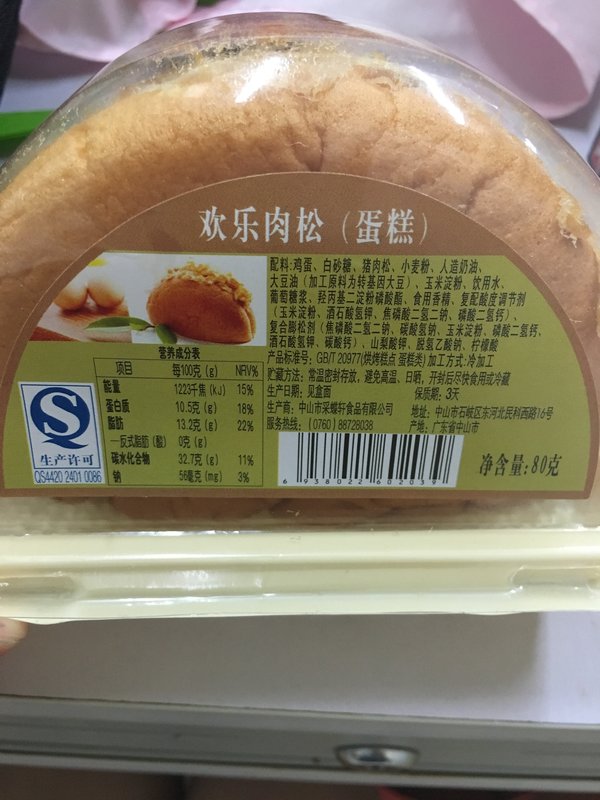 欢乐肉松（蛋糕）
配料:鸡蛋、白砂糖、猪肉松、小麦粉、人造奶油、
大豆油（加工原料为转基因大豆）、玉米淀粉、饮用水、
葡萄糖浆、羟丙基二淀粉磷酸酯、食用香精、复配酸度调节剂
（玉米淀粉、酒石酸氢钾、焦磷酸二氢二钠、磷酸二氢钙）、
复合膨松剂（焦磷酸二氢二钠、碳酸氢钠、玉米淀粉、磷酸二氢钙、
酒石酸氢钾、碳酸钙）、山梨酸钾、脱氢乙酸钠、柠檬酸
产品标准号: GB/T 20977(烘烤糕点 蛋糕类) 加工方式:冷加工
贮藏方法：常温密封存放，避免高温、日晒，开封后尽快食用或冷藏
生产日期：见盒面 保质期：3天
生产商：中山市采蝶轩食品有限公司 地址：中山市石岐区东河北民科西路16号
服务热线：（0760）88728038 产地：广东省中山市
营养成分表
项目 每100克（g） NRV%
能量 1223千焦（kJ） 15%
蛋白质 10.5克（g） 18%
脂肪 13.2克（g） 22%
—反式脂肪（酸） 0克（g）
碳水化合物 32.7克（g） 11%
钠 56毫克（mg） 3%
生产许可
QS4420 2401 0086
6 938022 602039
净含量: 80克